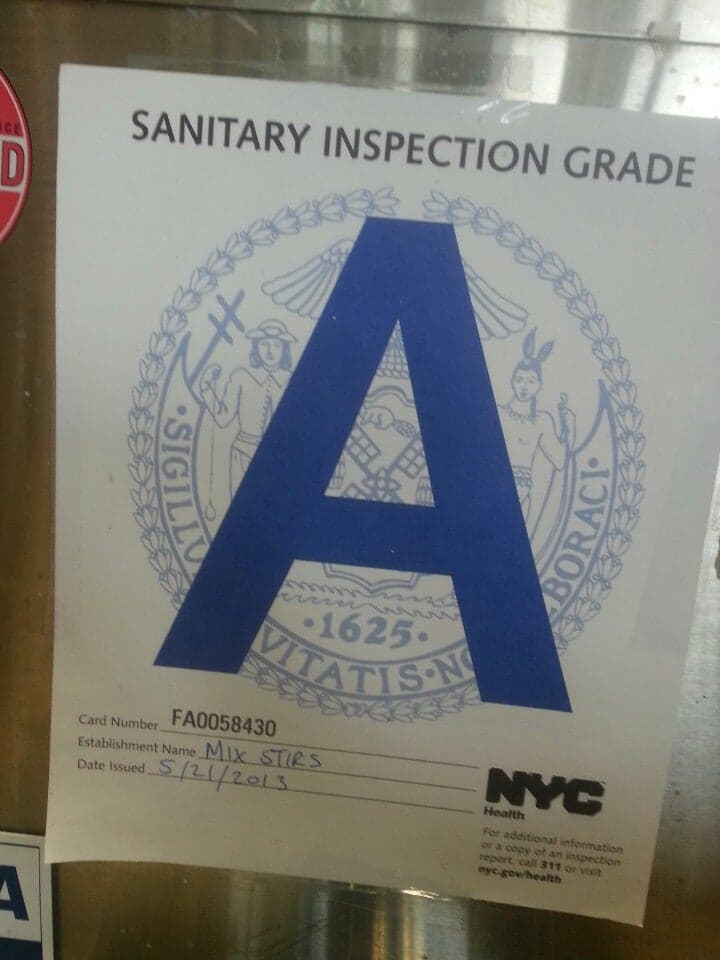 SANITARY INSPECTION GRADE
A
SIGILLU
VITATIS·NO
BORACI·
·1625·
Card Number FA0058430
Establishment Name MIX STIRS
Date Issued 5/21/2013
NYC
Health
For additional information
or a copy of an inspection
report, call 311 or visit
nyc.gov/health
D
A